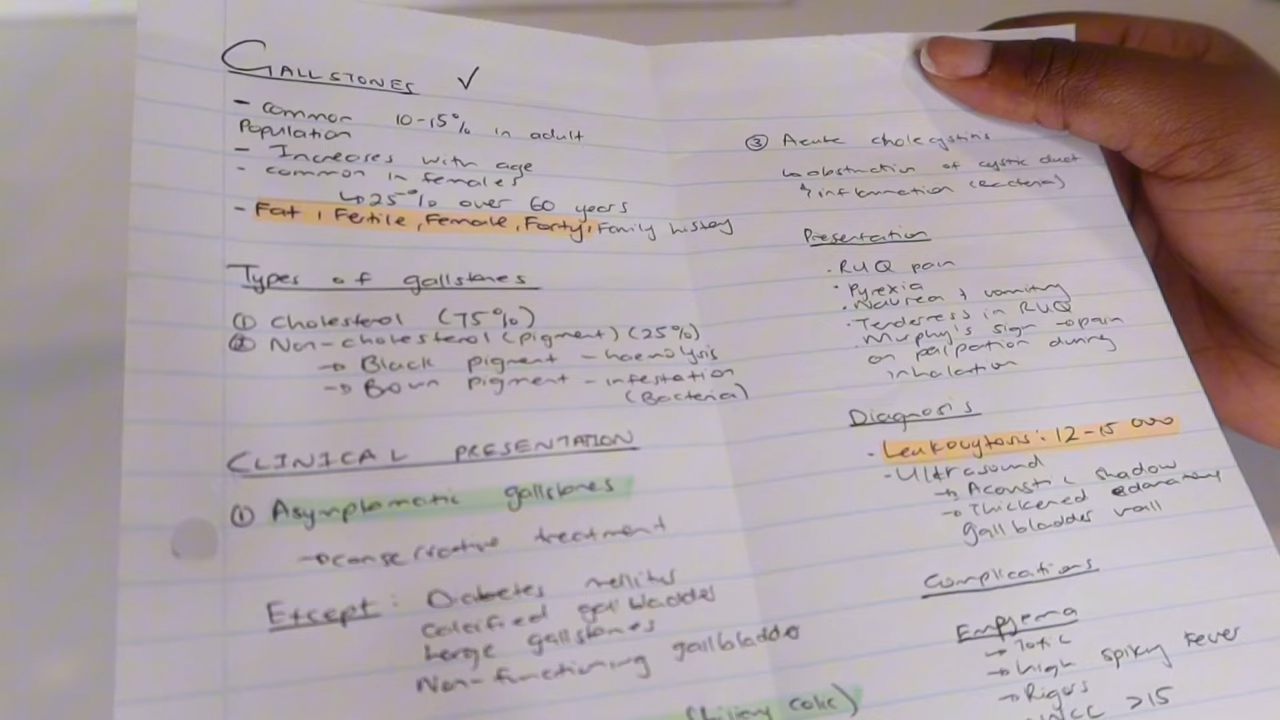 GALLSTONES ✓
- Common 10-15% in adult
Population
- Increases with age
- common in females
↳ 25% over 60 years
- Fat, Fertile, Female, Forty, Family history
Types of gallstones
① Cholesterol (75%)
② Non-cholesterol (pigment) (25%)
→ Black pigment - haemolysis
→ Brown pigment - infestation
(Bacteria)
CLINICAL PRESENTATION
① Asymptomatic gallstones
→ conservative treatment
Except: Diabetes mellitus
Calcified gall bladder
Large gallstones
Non-functioning gallbladder
(biliary colic)
③ Acute cholecystitis
↳ obstruction of cystic duct
& inflammation (bacteria)
Presentation
· RUQ pain
· Pyrexia
· Nausea & vomiting
· Tenderness in RUQ
· Murphy's sign → pain
on palpation during
inhalation
Diagnosis
- Leukocytosis: 12-15 000
- Ultrasound
→ Acoustic shadow
→ Thickened edematous
gall bladder wall
Complications
Empyema
→ Toxic
→ High spiky fever
→ Rigors
WCC >15